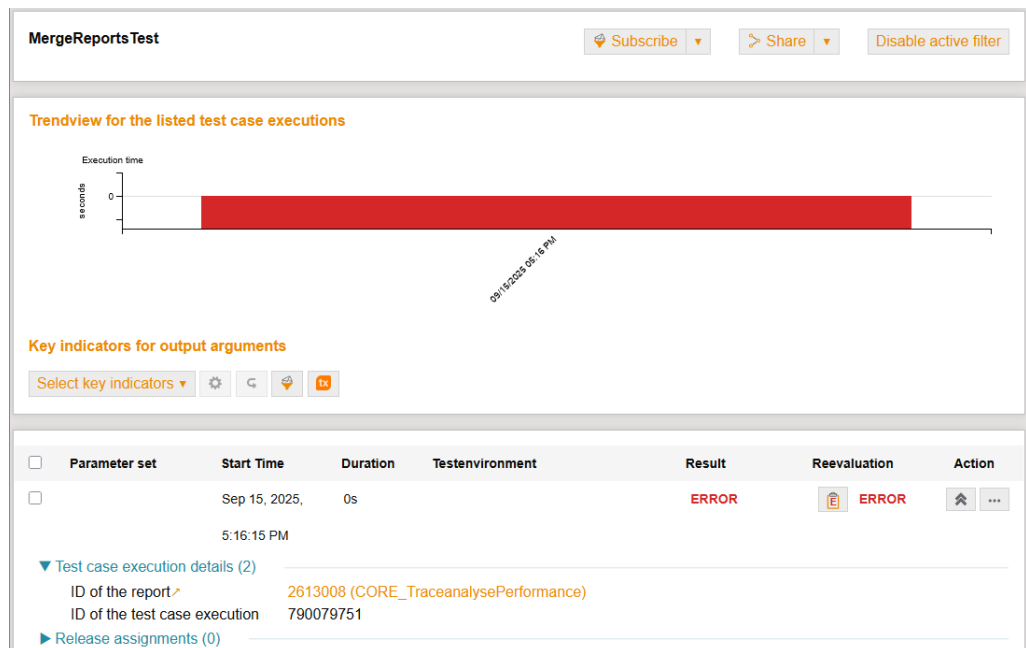 MergeReportsTest
Subscribe ▼
Share ▼
Disable active filter
Trendview for the listed test case executions
Execution time
seconds
0
09/15/2025 05:16 PM
Key indicators for output arguments
Select key indicators ▾
tx
Parameter set Start Time Duration Testenvironment Result Reevaluation Action
Sep 15, 2025, 0s ERROR E ERROR ...
5:16:15 PM
▼ Test case execution details (2)
ID of the report↗ 2613008 (CORE_TraceanalysePerformance)
ID of the test case execution 790079751
▶ Release assignments (0)